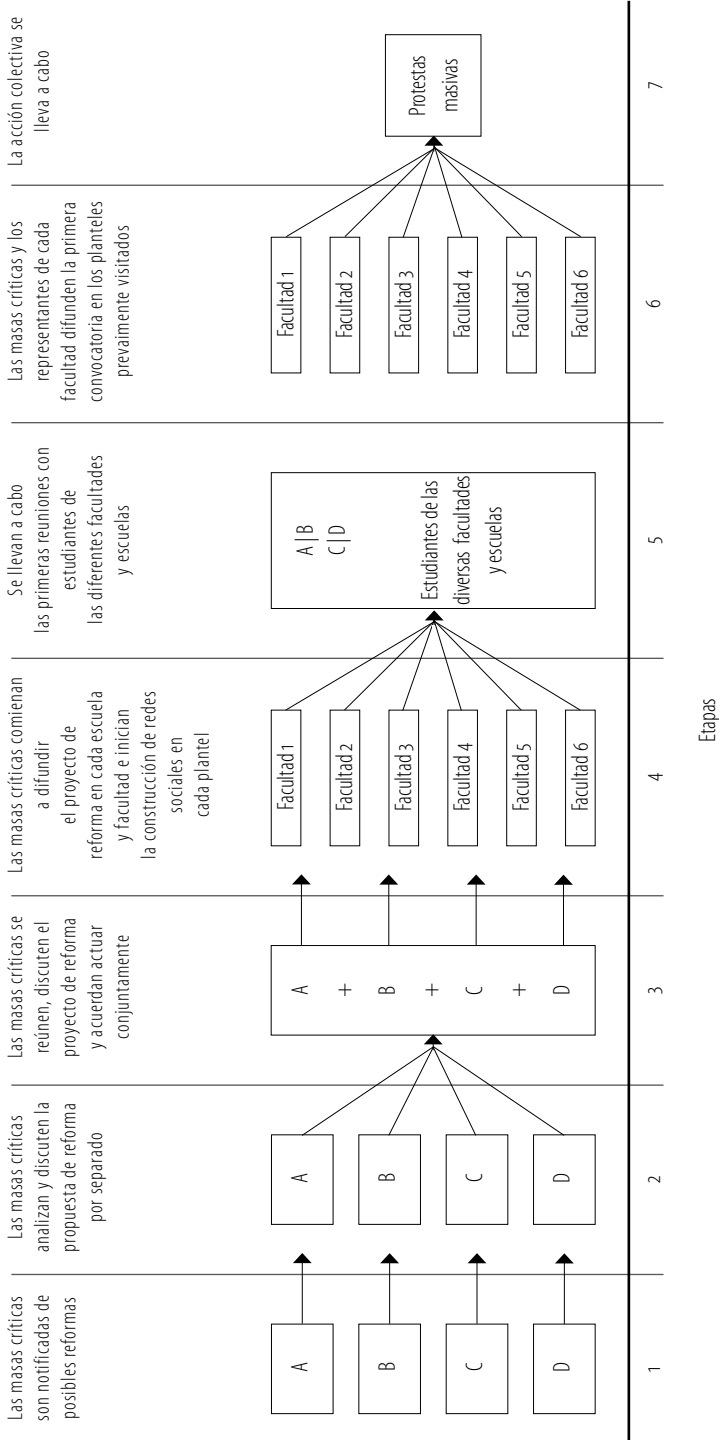 Las masas críticas
son notificadas de
posibles reformas
A
B
C
D
1
Las masas críticas
analizan y discuten la
propuesta de reforma
por separado
A
B
C
D
2
Las masas críticas se
reúnen, discuten el
proyecto de reforma
y acuerdan actuar
conjuntamente
A
+
B
+
C
+
D
3
Las masas críticas comienan
a difundir
el proyecto de
reforma en cada escuela
y facultad e inician
la construcción de redes
sociales en
cada plantel
Facultad 1
Facultad 2
Facultad 3
Facultad 4
Facultad 5
Facultad 6
4
Se llevan a cabo
las primeras reuniones con
estudiantes de
las diferentes facultades
y escuelas
A|B
C|D
Estudiantes de las
diversas facultades
y escuelas
5
Las masas críticas y los
representantes de cada
facultad difunden la primera
convocatoria en los planteles
prevaimente visitados
Facultad 1
Facultad 2
Facultad 3
Facultad 4
Facultad 5
Facultad 6
6
La acción colectiva se
lleva a cabo
Protestas
masivas
7
Etapas